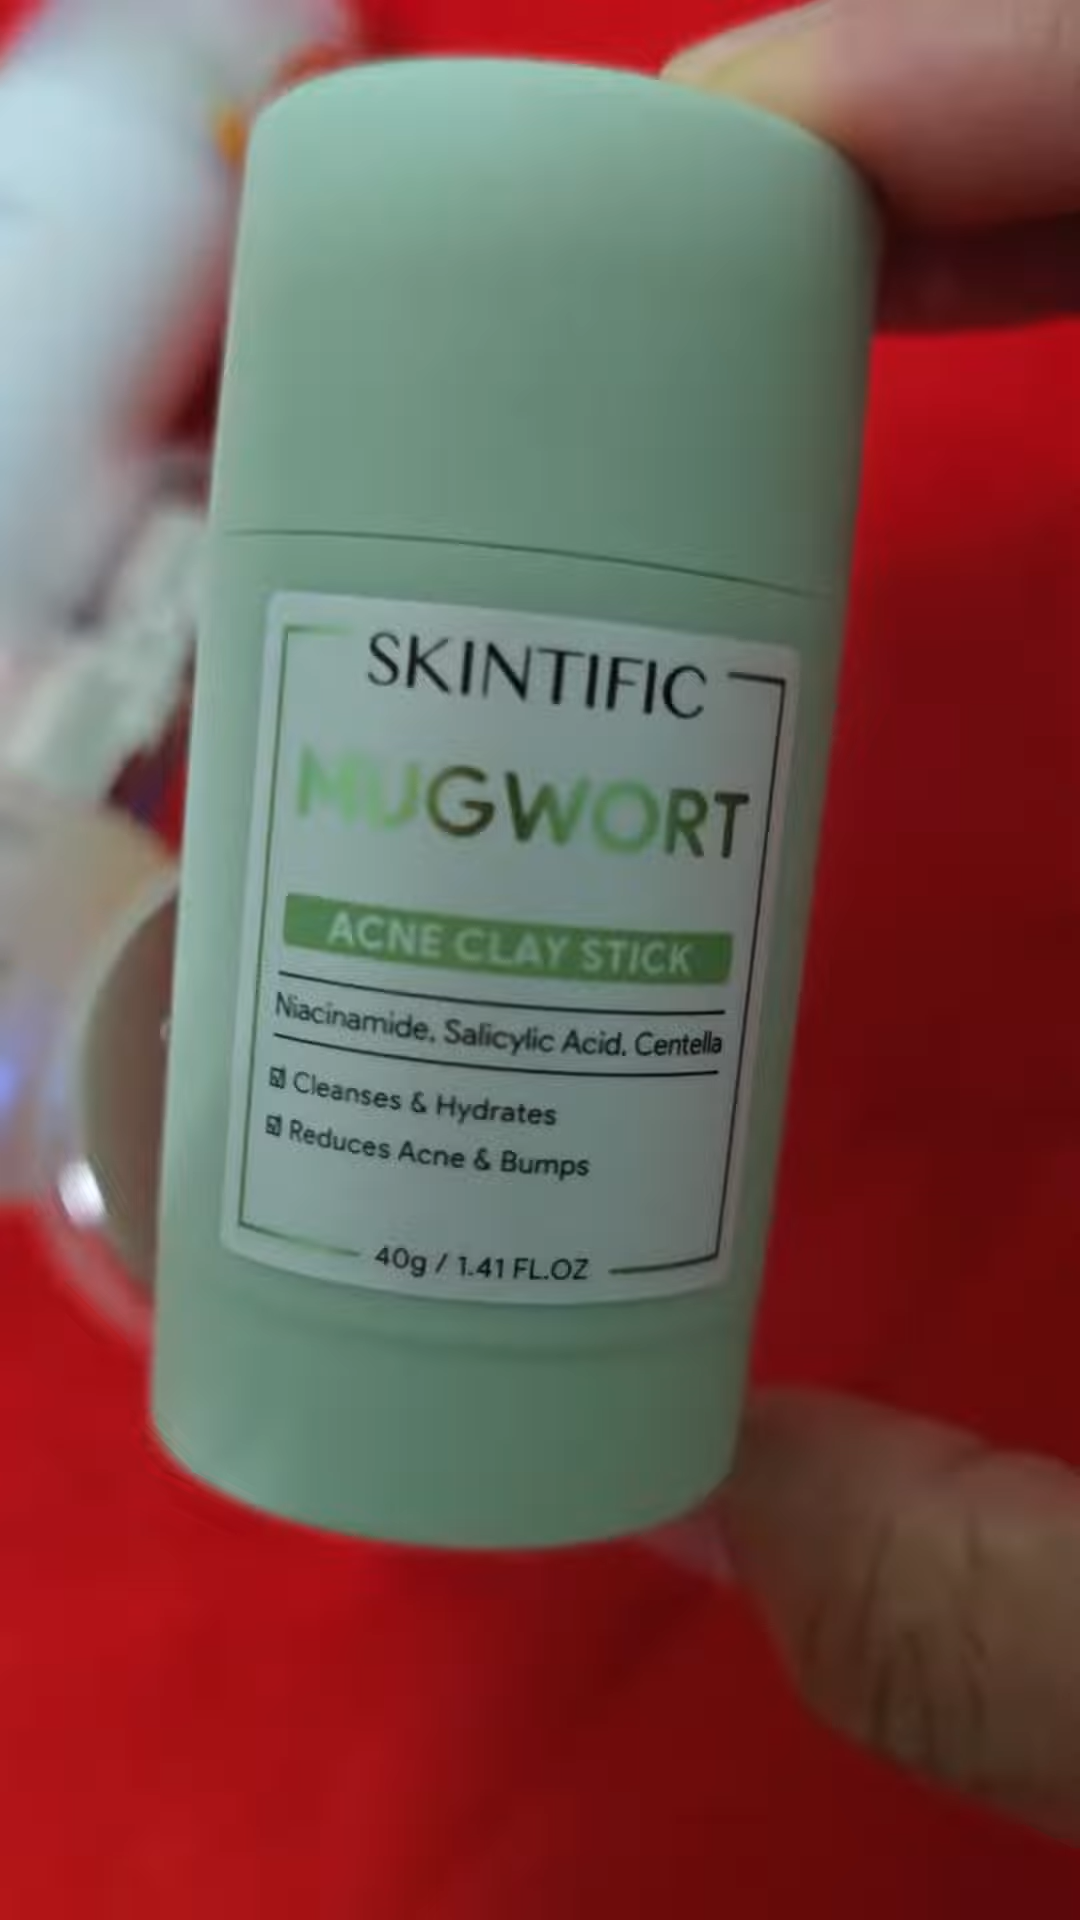 SKINTIFIC
MUGWORT
ACNE CLAY STICK
Niacinamide, Salicylic Acid, Centella
☑ Cleanses & Hydrates
☑ Reduces Acne & Bumps
40g / 1.41 FL.OZ